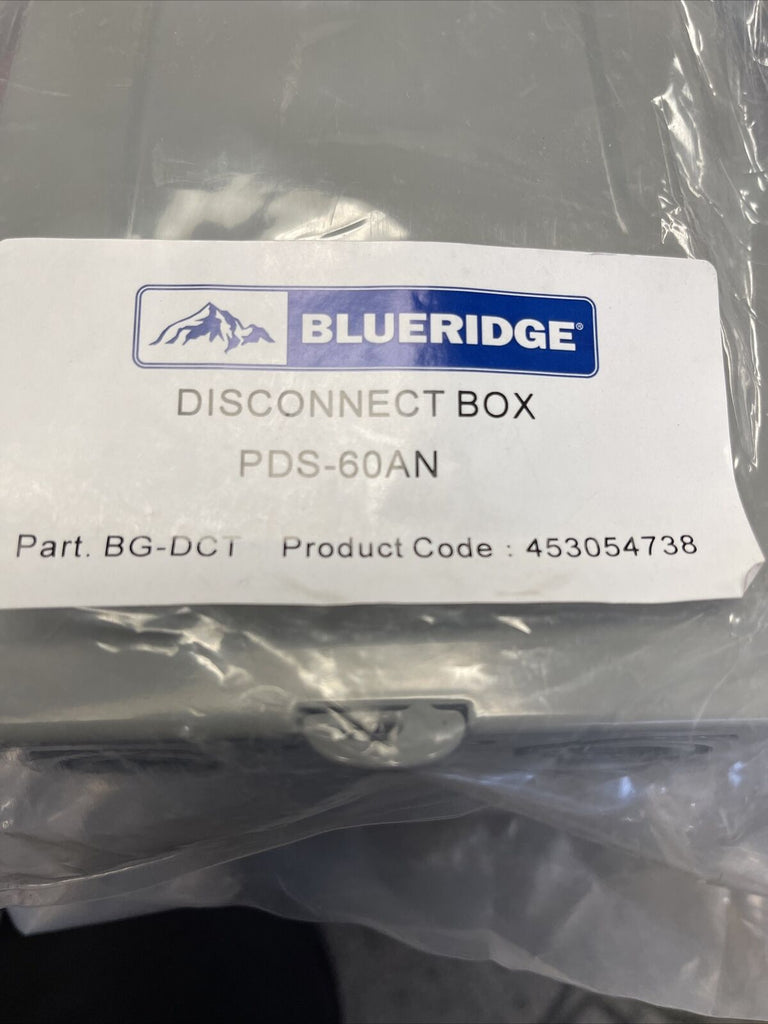 BLUERIDGE®
DISCONNECT BOX
PDS-60AN
Part. BG-DCT Product Code : 453054738